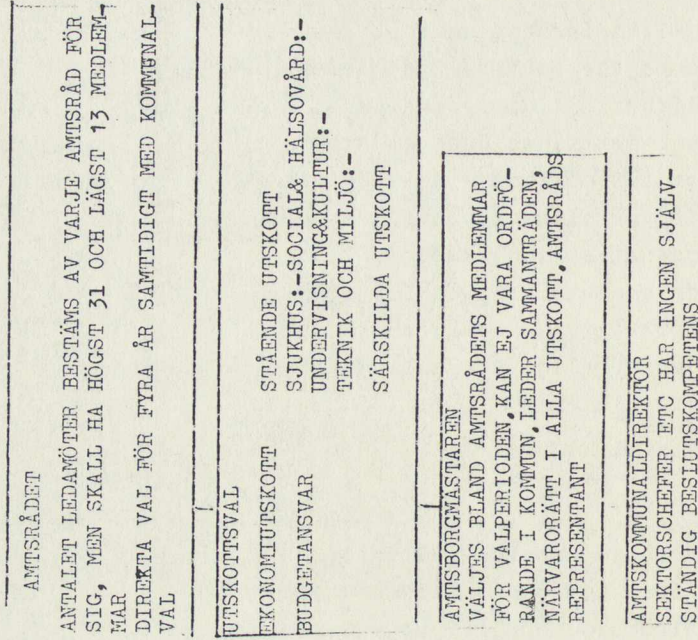 AMTSRÅDET
ANTALET LEDAMÖTER BESTÄMS AV VARJE AMTSRÅD FÖR
SIG, MEN SKALL HA HÖGST 31 OCH LÄGST 13 MEDLEM-
MAR
DIREKTA VAL FÖR FYRA ÅR SAMTIDIGT MED KOMMUNAL-
VAL
UTSKOTTSVAL
EKONOMIUTSKOTT
BUDGETANSVAR
STÅENDE UTSKOTT
SJUKHUS:-SOCIAL& HÄLSOVÅRD:-
UNDERVISNING&KULTUR:-
TEKNIK OCH MILJÖ:-
SÄRSKILDA UTSKOTT
AMTSBORGMÄSTAREN
VÄLJES BLAND AMTSRÅDETS MEDLEMMAR
FÖR VALPERIODEN,KAN EJ VARA ORDFÖ-
RANDE I KOMMUN,LEDER SAMMANTRÄDEN,
NÄRVARORÄTT I ALLA UTSKOTT,AMTSRÅDS
REPRESENTANT
AMTSKOMMUNALDIREKTÖR
SEKTORSCHEFER ETC HAR INGEN SJÄLV-
STÄNDIG BESLUTSKOMPETENS